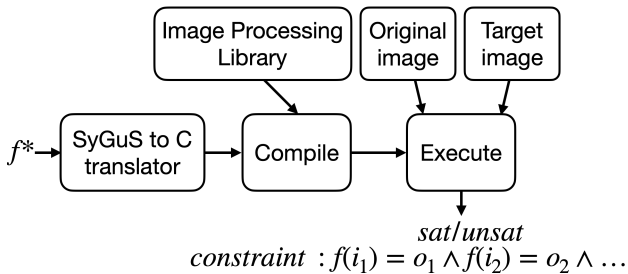 Image Processing
Library
Original
image
Target
image
f*
SyGuS to C
translator
Compile
Execute
sat/unsat
constraint : f(i₁) = o₁ ∧ f(i₂) = o₂ ∧ …